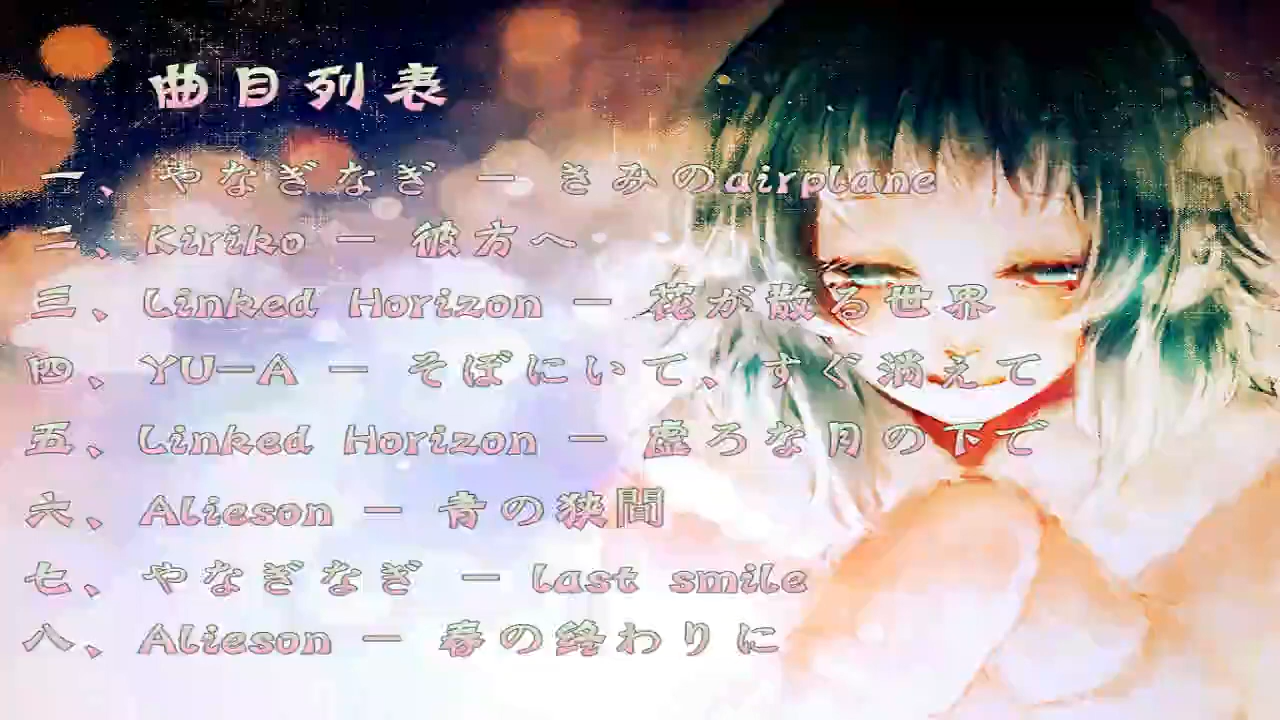 曲目列表
一、やなぎなぎ － きみのairplane
二、Kiriko － 彼方へ
三、Linked Horizon － 花が散る世界
四、YU－A － そばにいて、すぐ消えて
五、Linked Horizon － 虚ろな月の下で
六、Alieson － 青の狭間
七、やなぎなぎ － last smile
八、Alieson － 春の終わりに